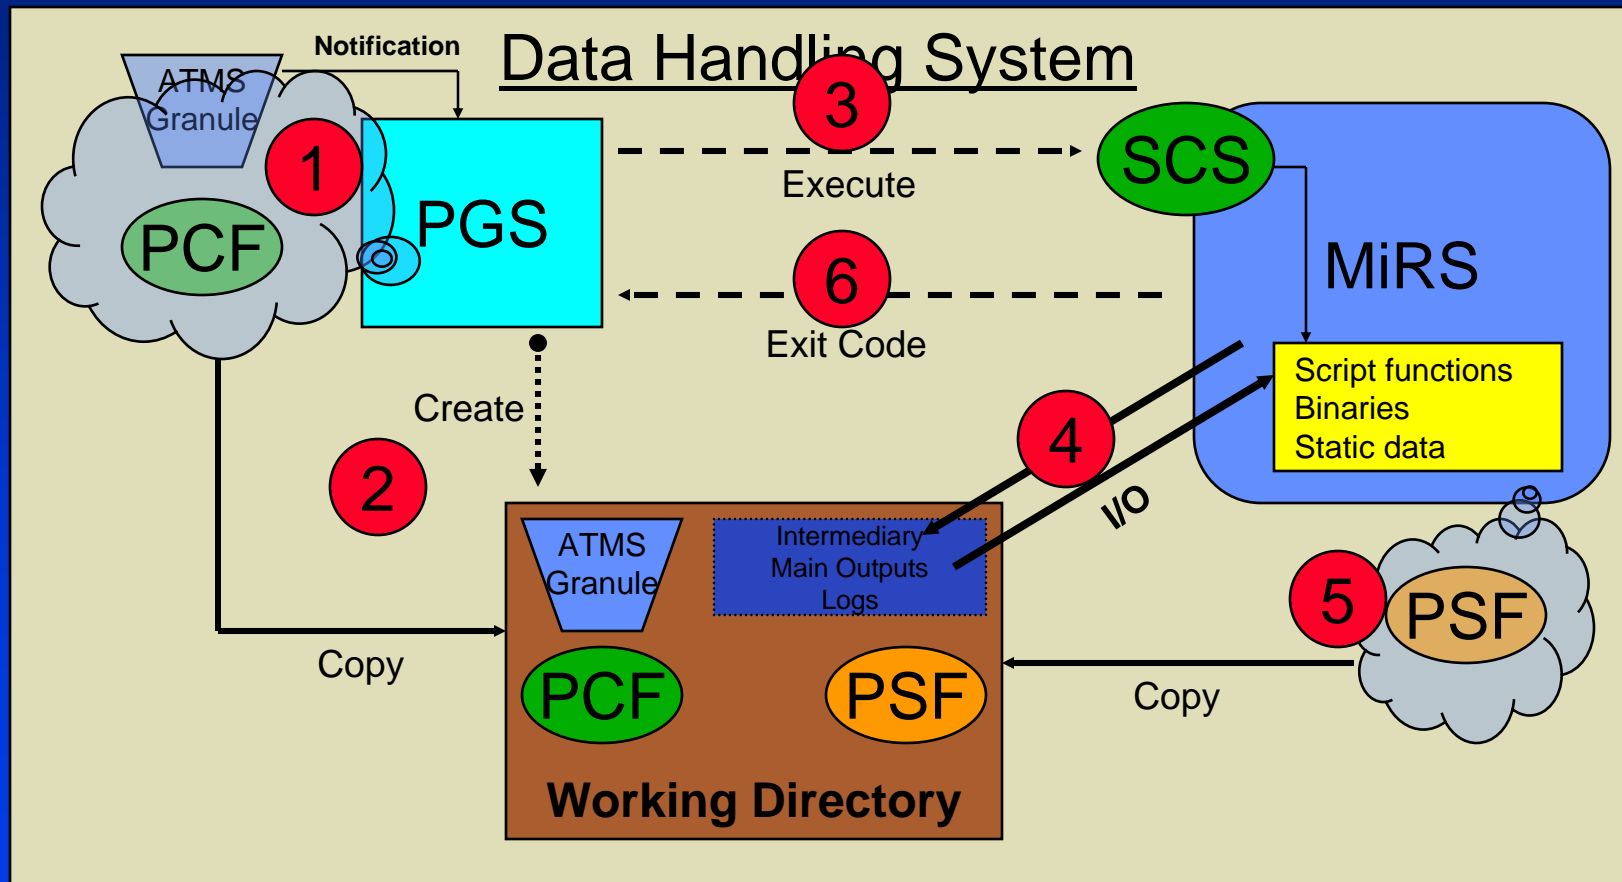 Data Handling System
Notification
ATMS
Granule
1
PCF
PGS
3
Execute
SCS
MiRS
6
Exit Code
Script functions
Binaries
Static data
Create
2
4
I/O
ATMS
Granule
Intermediary
Main Outputs
Logs
5
PSF
Copy
PCF
PSF
Copy
Working Directory